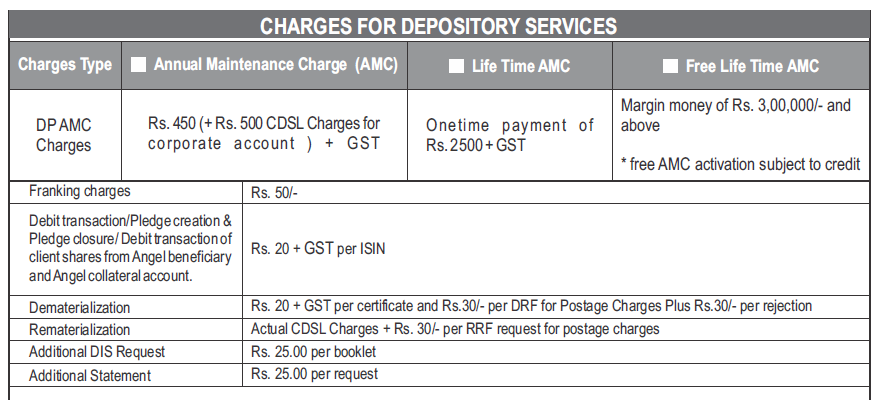 CHARGES FOR DEPOSITORY SERVICES
Charges Type
Annual Maintenance Charge (AMC)
Life Time AMC
Free Life Time AMC
DP AMC
Charges
Rs. 450 (+ Rs. 500 CDSL Charges for
corporate account ) + GST
Onetime payment of
Rs. 2500 + GST
Margin money of Rs. 3,00,000/- and
above
* free AMC activation subject to credit
Franking charges
Rs. 50/-
Debit transaction/Pledge creation &
Pledge closure/ Debit transaction of
client shares from Angel beneficiary
and Angel collateral account.
Rs. 20 + GST per ISIN
Dematerialization
Rs. 20 + GST per certificate and Rs.30/- per DRF for Postage Charges Plus Rs.30/- per rejection
Rematerialization
Actual CDSL Charges + Rs. 30/- per RRF request for postage charges
Additional DIS Request
Rs. 25.00 per booklet
Additional Statement
Rs. 25.00 per request